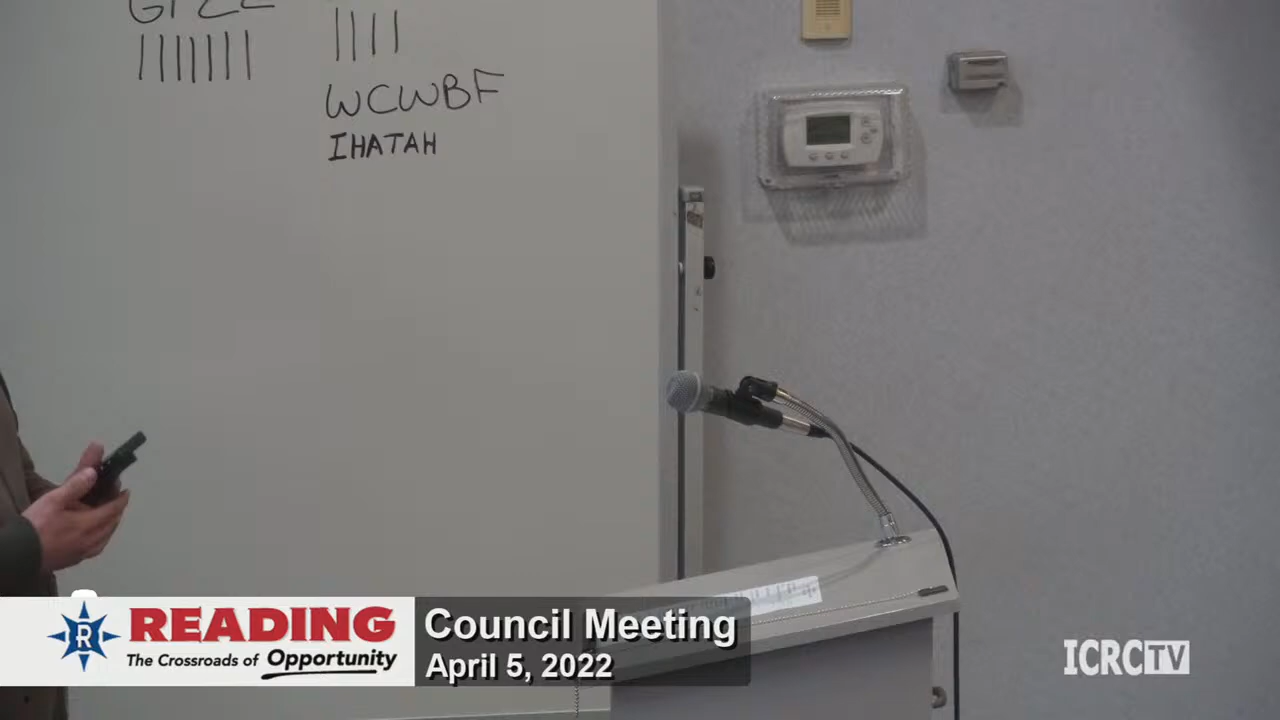 WCWBF
IHATAH
R
READING
The Crossroads of Opportunity
Council Meeting
April 5, 2022
ICRCTV